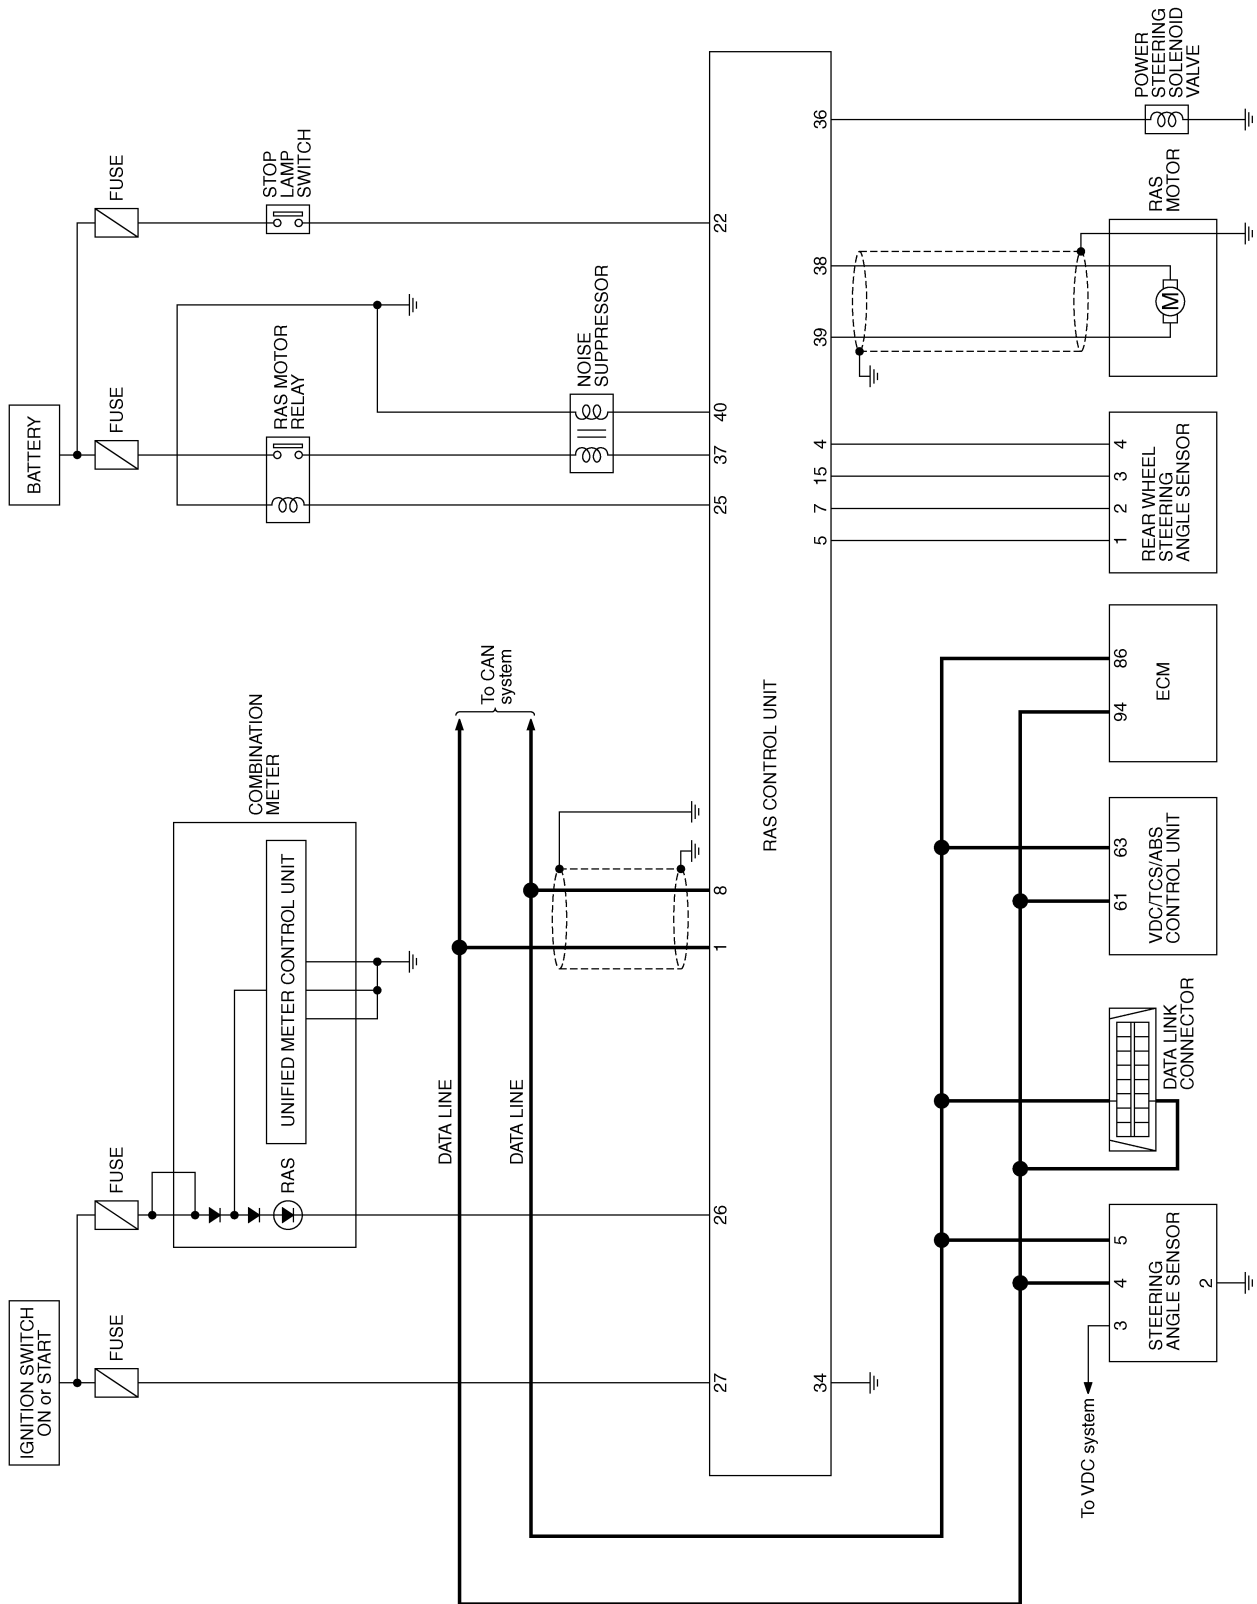 IGNITION SWITCH
ON or START
BATTERY
FUSE
FUSE
FUSE
FUSE
COMBINATION
METER
UNIFIED METER CONTROL UNIT
RAS
RAS MOTOR
RELAY
STOP
LAMP
SWITCH
DATA LINE
DATA LINE
To CAN
system
NOISE
SUPPRESSOR
27
26
1
8
25
37
40
22
RAS CONTROL UNIT
34
5
7
15
4
39
38
36
To VDC system
3
4
5
STEERING
ANGLE SENSOR
2
DATA LINK
CONNECTOR
61
63
VDC/TCS/ABS
CONTROL UNIT
94
86
ECM
1
2
3
4
REAR WHEEL
STEERING
ANGLE SENSOR
M
RAS
MOTOR
POWER
STEERING
SOLENOID
VALVE